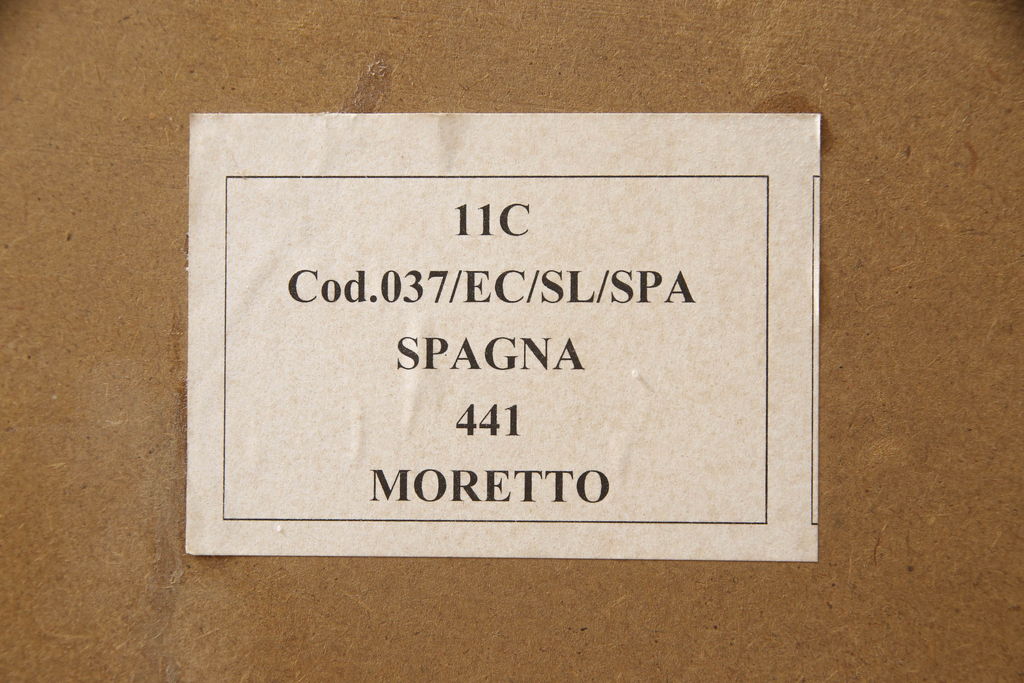 11C
Cod.037/EC/SL/SPA
SPAGNA
441
MORETTO